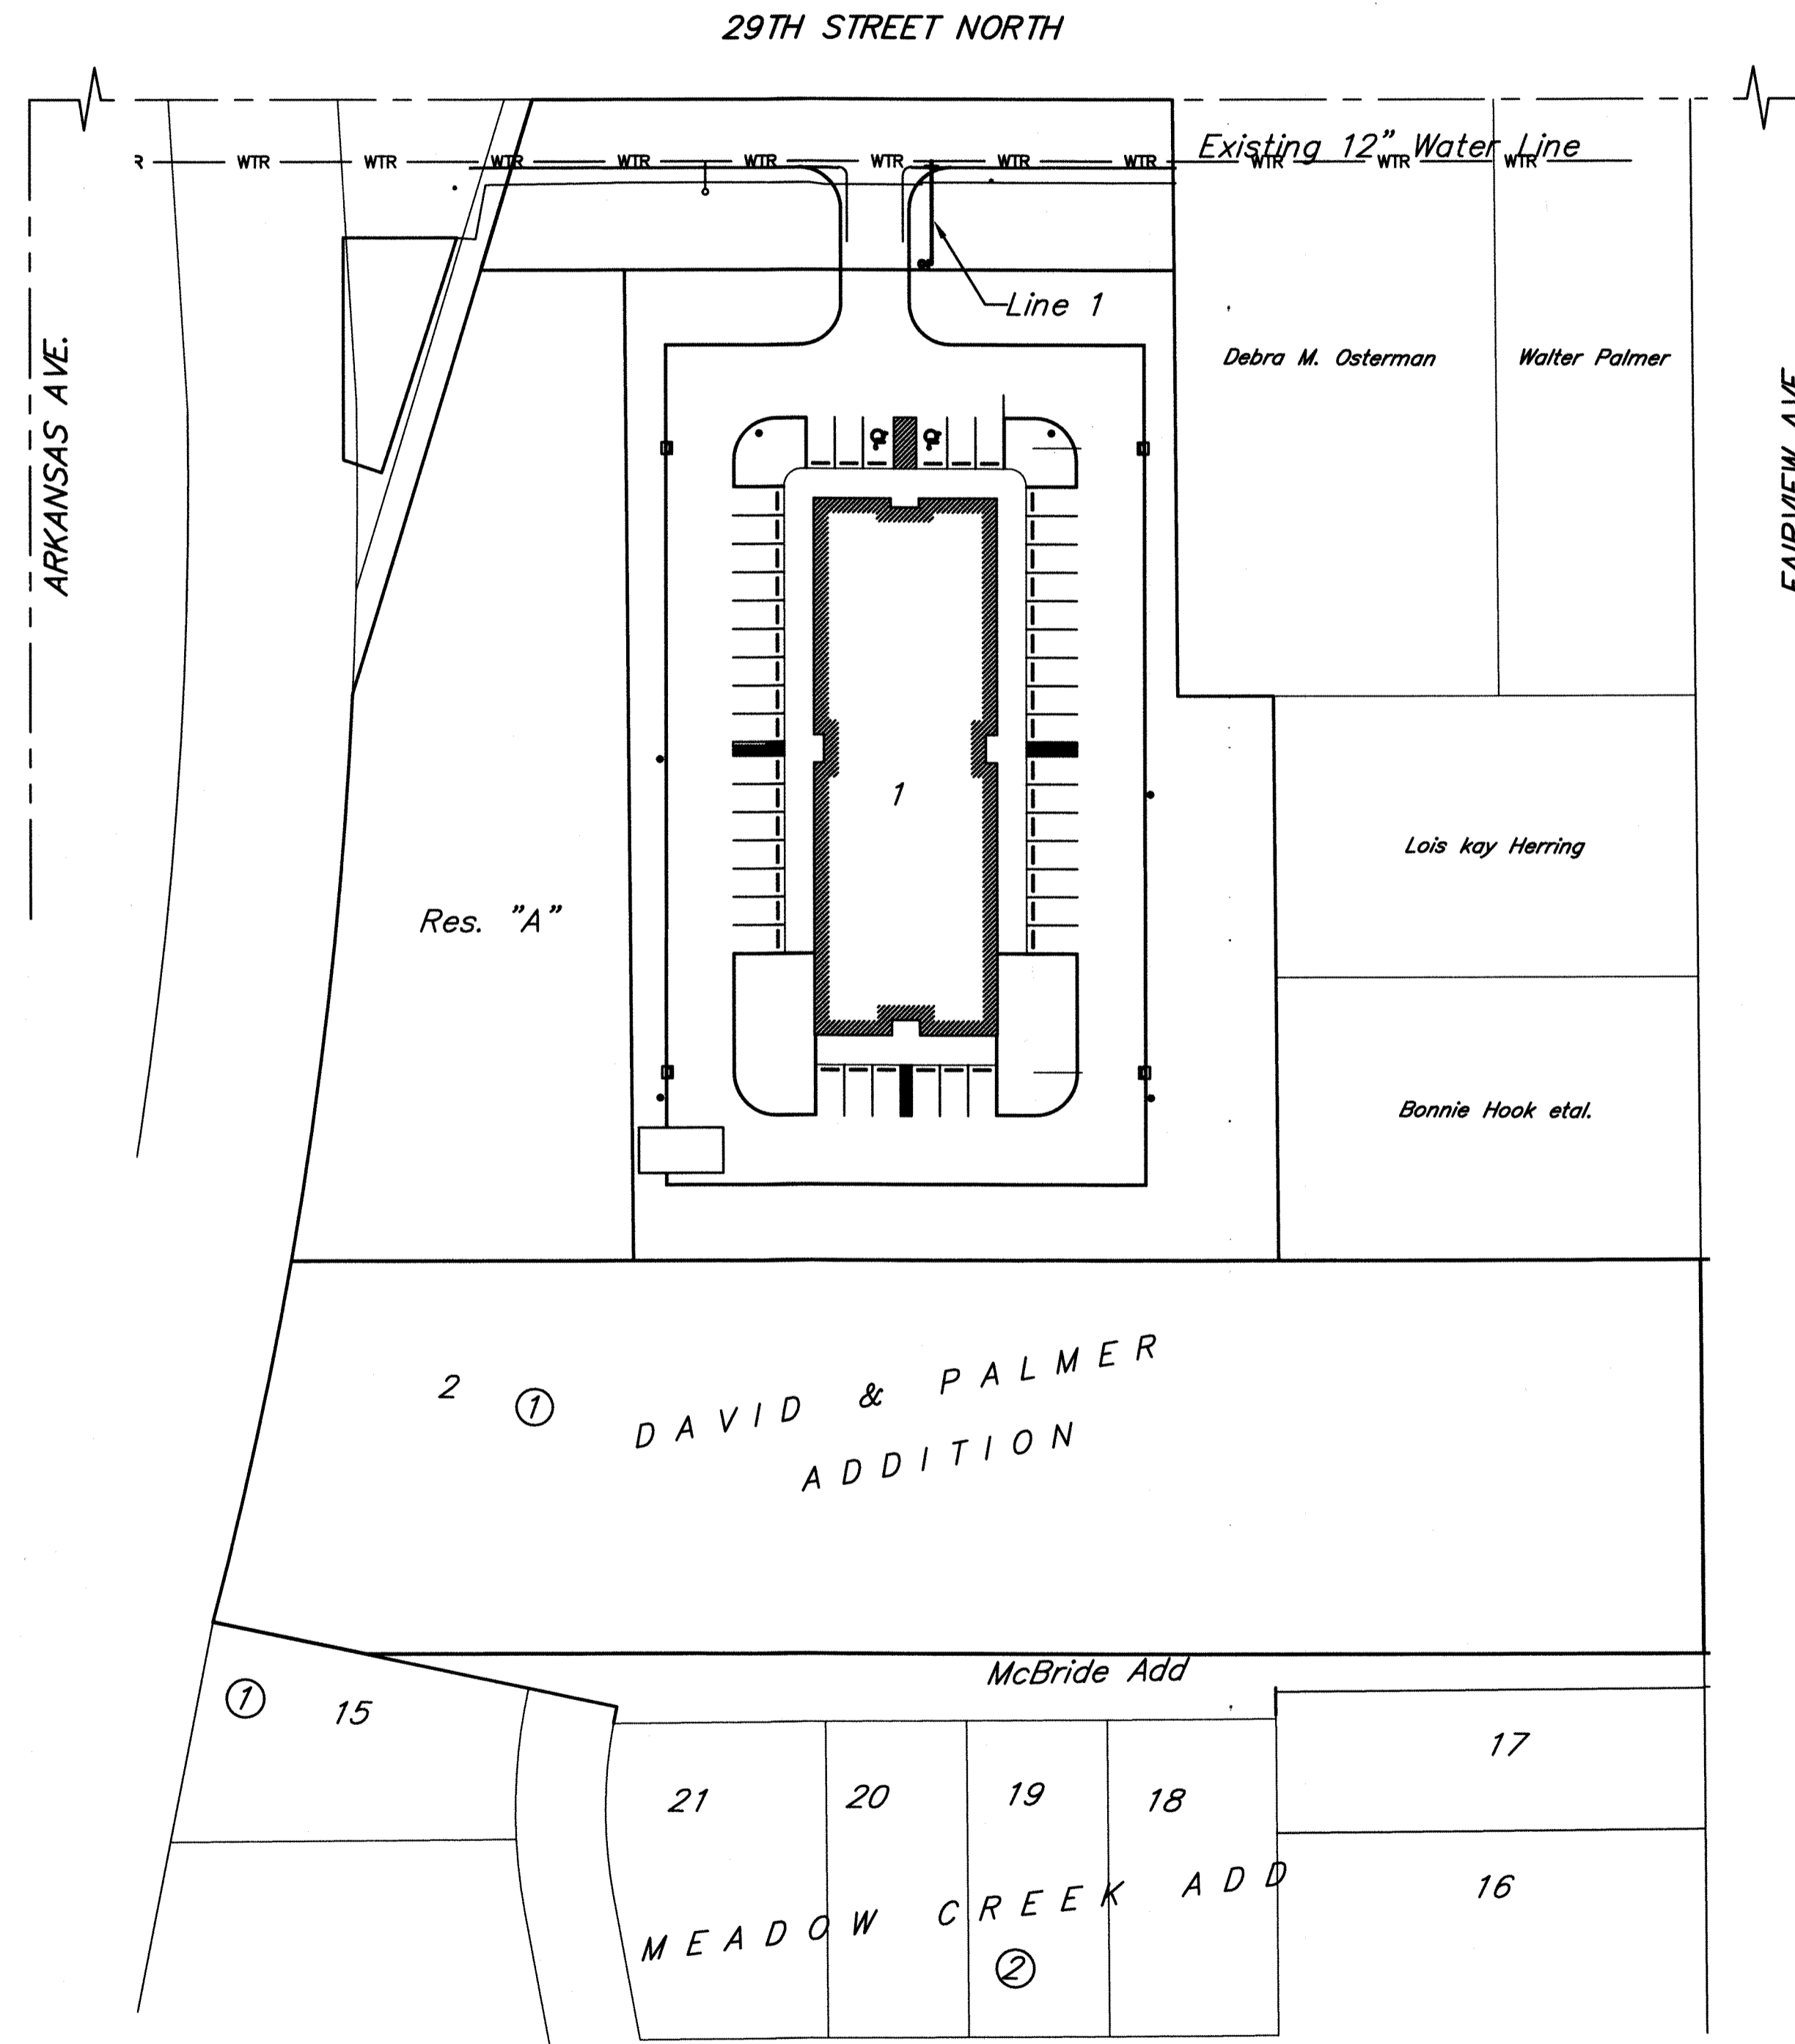 29TH STREET NORTH
Existing 12” Water Line
R WTR WTR WTR WTR WTR WTR WTR WTR WTR WTR WTR
Line 1
ARKANSAS AVE.
Debra M. Osterman
Walter Palmer
FAIRVIEW AVE
1
Lois kay Herring
Res. ”A”
Bonnie Hook etal.
2 1
DAVID & PALMER
ADDITION
McBride Add
1 15
17
21 20 19 18
16
MEADOW CREEK ADD
2